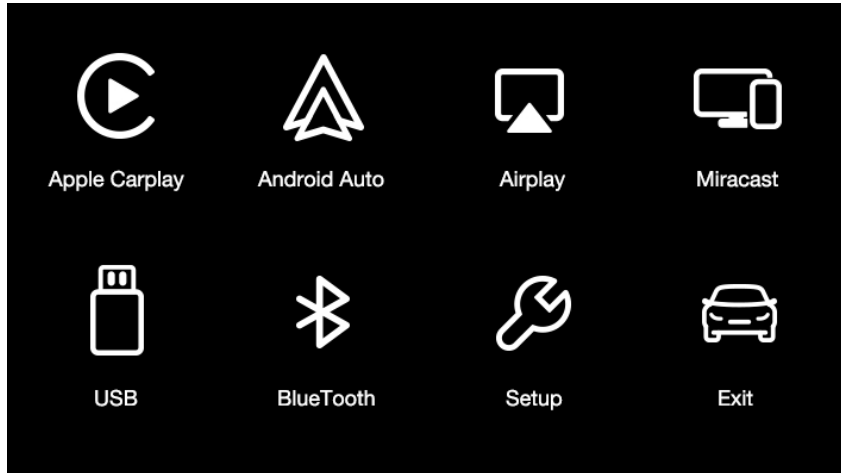 Apple Carplay
Android Auto
Airplay
Miracast
USB
BlueTooth
Setup
Exit